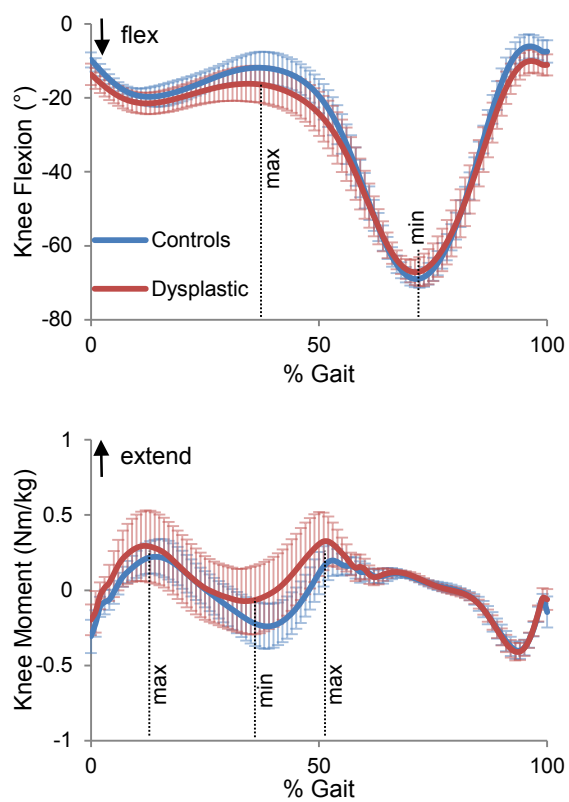 0
flex
-20
-40
-60
-80
Knee Flexion (°)
max
min
Controls
Dysplastic
0
50
100
% Gait
1
extend
0.5
0
-0.5
-1
Knee Moment (Nm/kg)
max
min
max
0
50
100
% Gait